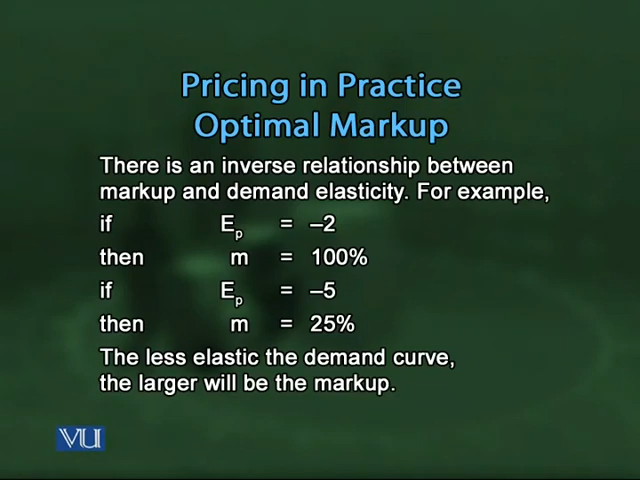 Pricing in Practice
Optimal Markup
There is an inverse relationship between
markup and demand elasticity. For example,
if Ep = –2
then m = 100%
if Ep = –5
then m = 25%
The less elastic the demand curve,
the larger will be the markup.
VU